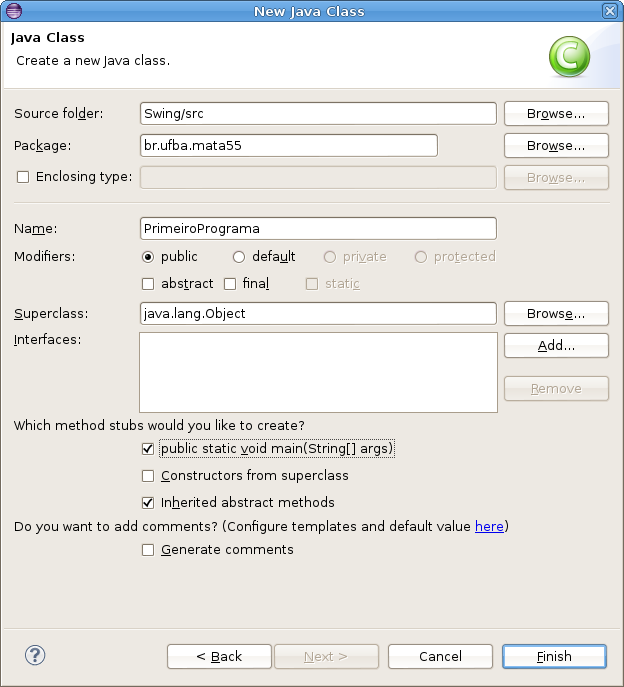 New Java Class
Java Class
Create a new Java class.
Source folder: Swing/src Browse...
Package: br.ufba.mata55 Browse...
Enclosing type: Browse...
Name: PrimeiroPrograma
Modifiers: public default private protected
abstract final static
Superclass: java.lang.Object Browse...
Interfaces: Add...
Remove
Which method stubs would you like to create?
public static void main(String[] args)
Constructors from superclass
Inherited abstract methods
Do you want to add comments? (Configure templates and default value here)
Generate comments
? < Back Next > Cancel Finish